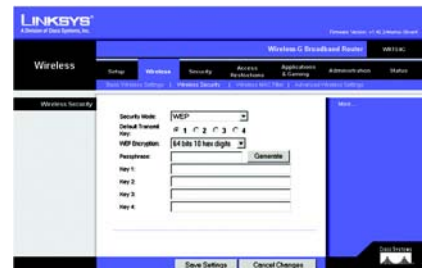 LINKSYS®
A Division of Cisco Systems, Inc.
Wireless-G Broadband Router
Wireless
Setup
Wireless
Security
Access Restrictions
Applications & Gaming
Administration
Status
Basic Wireless Settings | Wireless Security | Wireless MAC Filter | Advanced Wireless Settings
Wireless Security
Security Mode: WEP
Default Transmit Key: 1 2 3 4
WEP Encryption: 64 bits 10 hex digits
Passphrase: Generate
Key 1:
Key 2:
Key 3:
Key 4:
More...
Save Settings
Cancel Changes
Cisco Systems